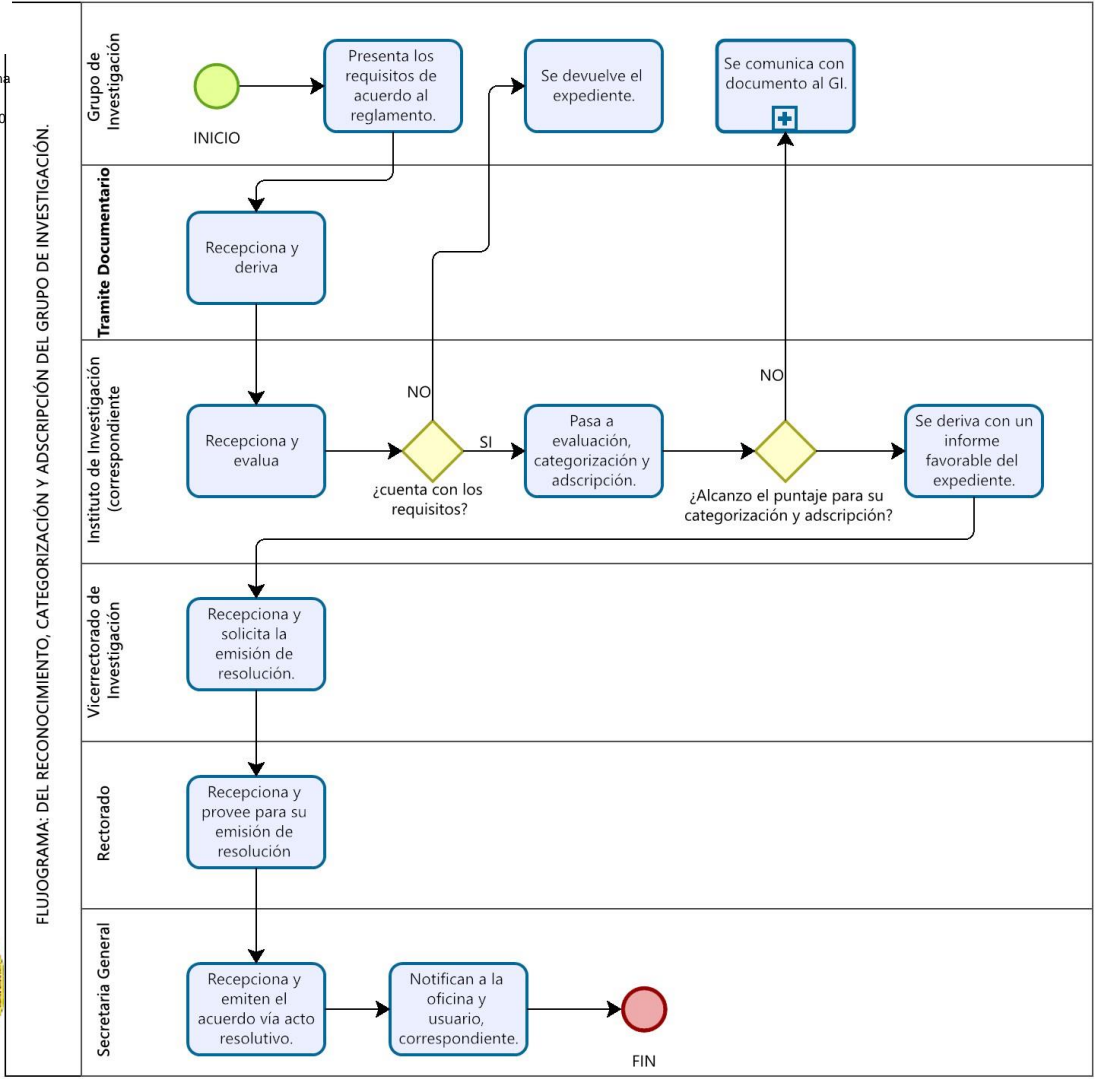 na
FLUJOGRAMA: DEL RECONOCIMIENTO, CATEGORIZACIÓN Y ADSCRIPCIÓN DEL GRUPO DE INVESTIGACIÓN.
Grupo de
Investigación
INICIO
Presenta los
requisitos de
acuerdo al
reglamento.
Se devuelve el
expediente.
Se comunica con
documento al GI.
Tramite Documentario
Recepciona y
deriva
Instituto de Investigación
(correspondiente
Recepciona y
evalua
NO
SI
¿cuenta con los
requisitos?
Pasa a
evaluación,
categorización y
adscripción.
NO
¿Alcanzo el puntaje para su
categorización y adscripción?
Se deriva con un
informe
favorable del
expediente.
Vicerrectorado de
Investigación
Recepciona y
solicita la
emisión de
resolución.
Rectorado
Recepciona y
provee para su
emisión de
resolución
Secretaria General
Recepciona y
emiten el
acuerdo vía acto
resolutivo.
Notifican a la
oficina y
usuario,
correspondiente.
FIN